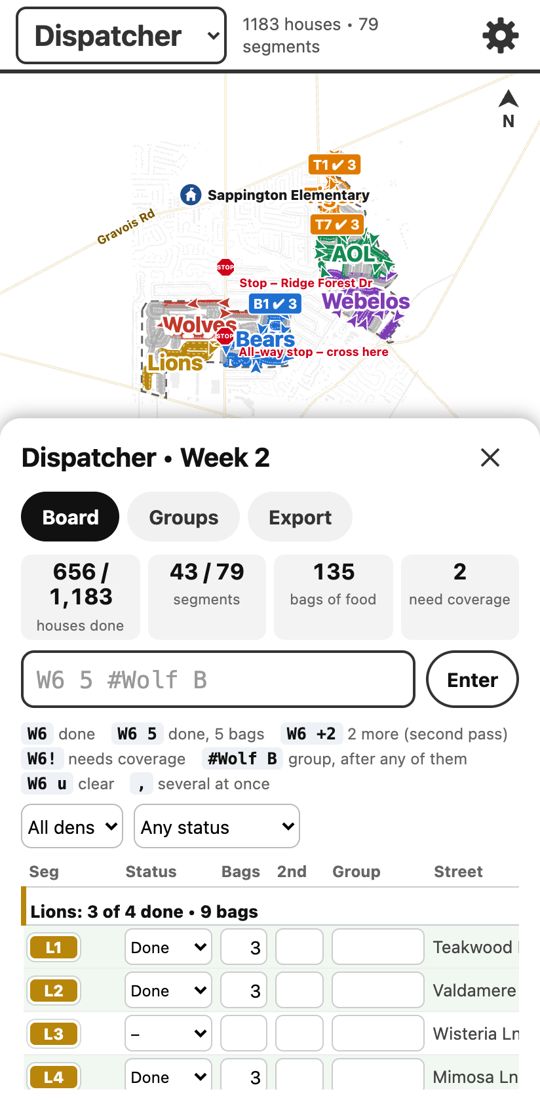 Dispatcher
1183 houses • 79
segments
N
T1 ✔ 3
Sappington Elementary
T7 ✔ 3
Gravois Rd
AOL
STOP
Stop – Ridge Forest Dr
Webelos
B1 ✔ 3
Wolves
STOP
Bears
All-way stop – cross here
Lions
Dispatcher • Week 2
Board
Groups
Export
656 /
1,183
houses done
43 / 79
segments
135
bags of food
2
need coverage
W6 5 #Wolf B
Enter
W6 done W6 5 done, 5 bags W6 +2 2 more (second pass)
W6! needs coverage #Wolf B group, after any of them
W6 u clear , several at once
All dens
Any status
Seg Status Bags 2nd Group Street
Lions: 3 of 4 done • 9 bags
L1 Done 3 Teakwood
L2 Done 3 Valdamere
L3 – Wisteria Ln
L4 Done 3 Mimosa Ln